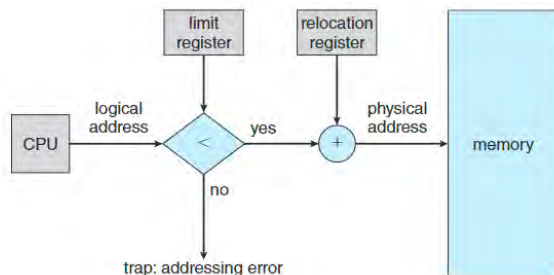 limit
register
relocation
register
logical
address
physical
address
CPU
<
yes
+
memory
no
trap: addressing error